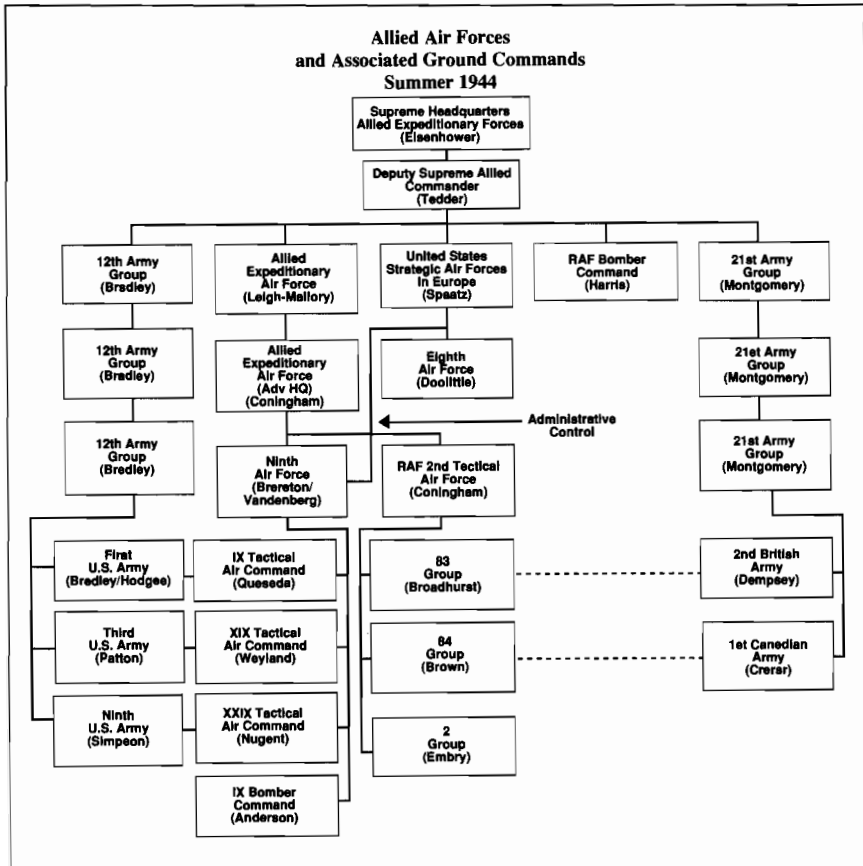 Allied Air Forces
and Associated Ground Commands
Summer 1944
Supreme Headquarters
Allied Expeditionary Forces
(Eisenhower)
Deputy Supreme Allied
Commander
(Tedder)
12th Army
Group
(Bradley)
Allied
Expeditionary
Air Force
(Leigh-Mallory)
United States
Strategic Air Forces
in Europe
(Spaatz)
RAF Bomber
Command
(Harris)
21st Army
Group
(Montgomery)
12th Army
Group
(Bradley)
Allied
Expeditionary
Air Force
(Adv HQ)
(Coningham)
Eighth
Air Force
(Doolittle)
21et Army
Group
(Montgomery)
Administrative
Control
12th Army
Group
(Bredley)
Ninth
Air Force
(Brereton/
Vandenberg)
RAF 2nd Tactical
Air Force
(Coningham)
21st Army
Group
(Montgomery)
First
U.S. Army
(Bredley/Hodgee)
IX Tactical
Air Command
(Queseda)
83
Group
(Broadhurst)
2nd British
Army
(Dempsey)
Third
U.S. Army
(Patton)
XIX Tactical
Air Command
(Weyland)
84
Group
(Brown)
1et Canadian
Army
(Crerar)
Ninth
U.S. Army
(Simpeon)
XXIX Tactical
Air Command
(Nugent)
2
Group
(Embry)
IX Bomber
Command
(Anderson)